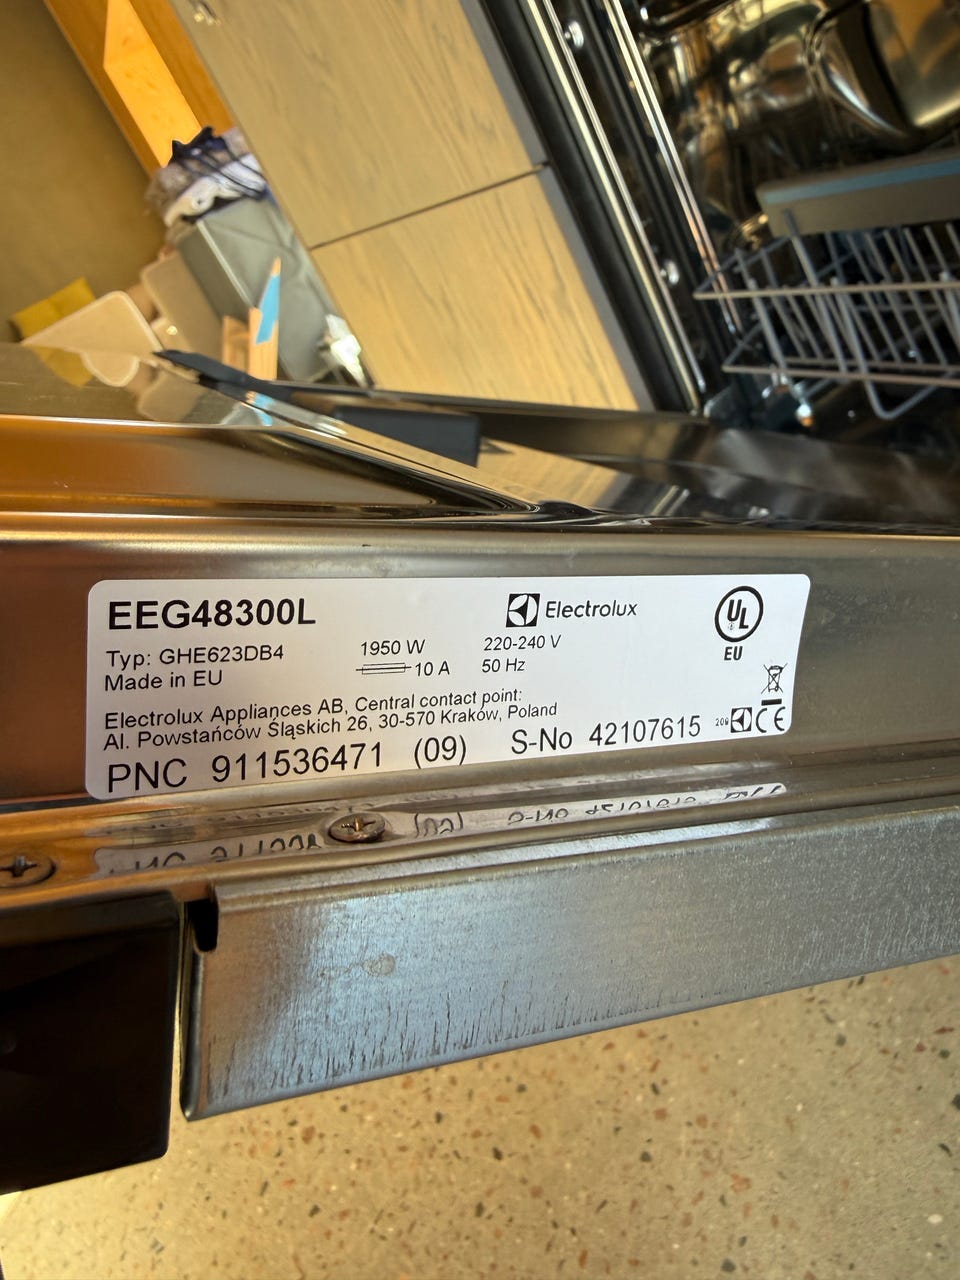 EEG48300L
Electrolux
UL
EU
Typ: GHE623DB4 1950 W 220-240 V
Made in EU 10 A 50 Hz
Electrolux Appliances AB, Central contact point:
Al. Powstańców Śląskich 26, 30-570 Kraków, Poland
PNC 911536471 (09) S-No 42107615 CE